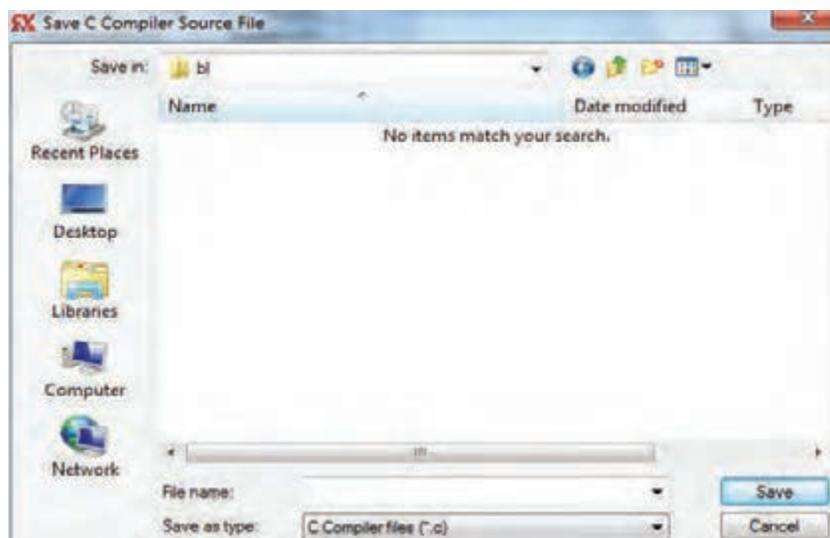 Save C Compiler Source File
Save in: bl
Name Date modified Type
No items match your search.
Recent Places
Desktop
Libraries
Computer
Network
File name: Save
Save as type: C Compiler files (*.c) Cancel